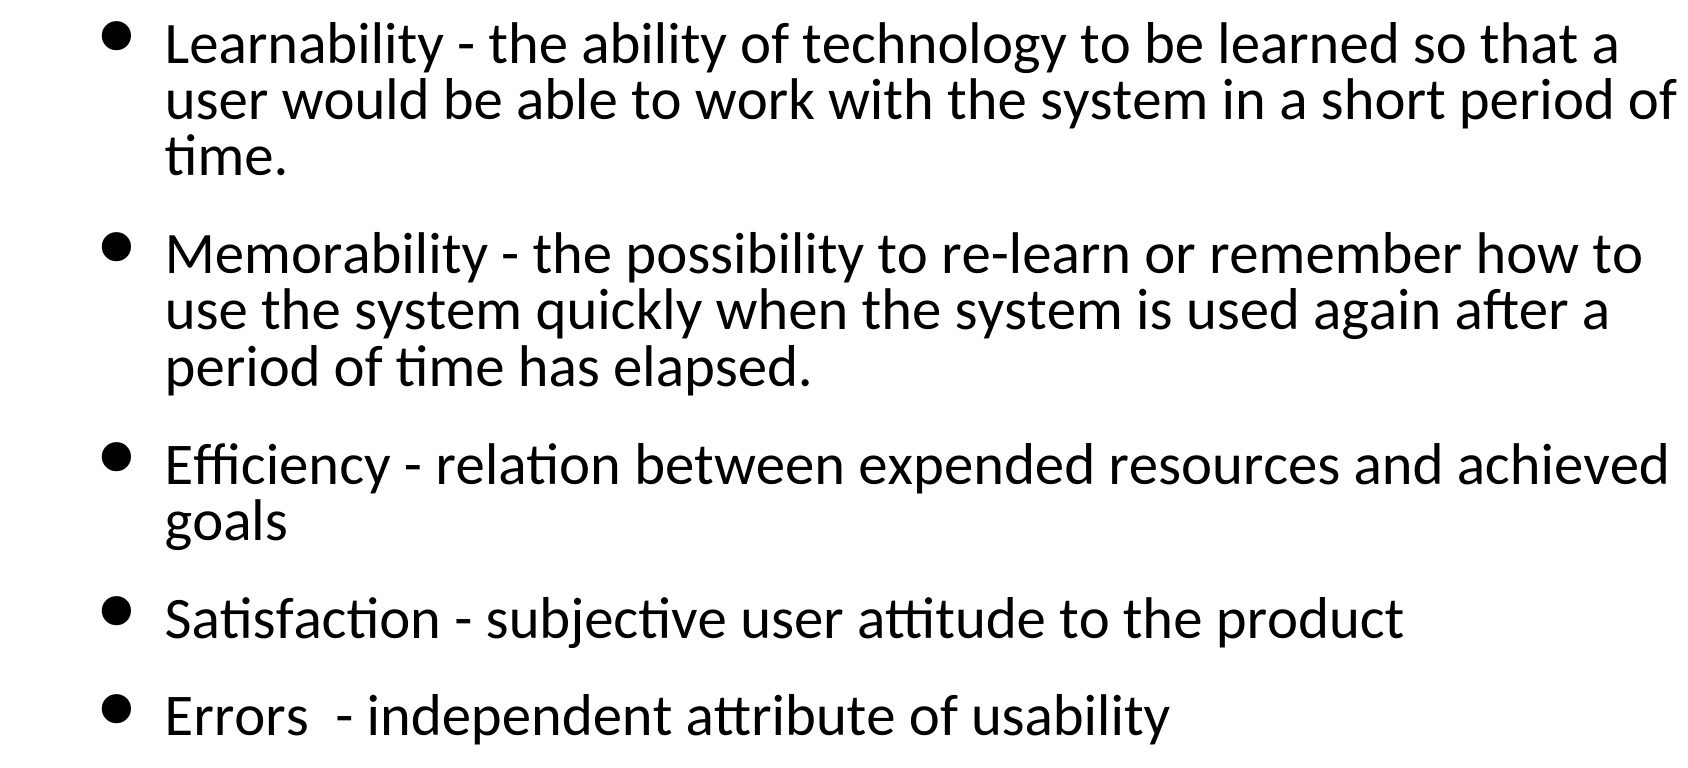 • Learnability - the ability of technology to be learned so that a
user would be able to work with the system in a short period of
time.
• Memorability - the possibility to re-learn or remember how to
use the system quickly when the system is used again after a
period of time has elapsed.
• Efficiency - relation between expended resources and achieved
goals
• Satisfaction - subjective user attitude to the product
• Errors  - independent attribute of usability